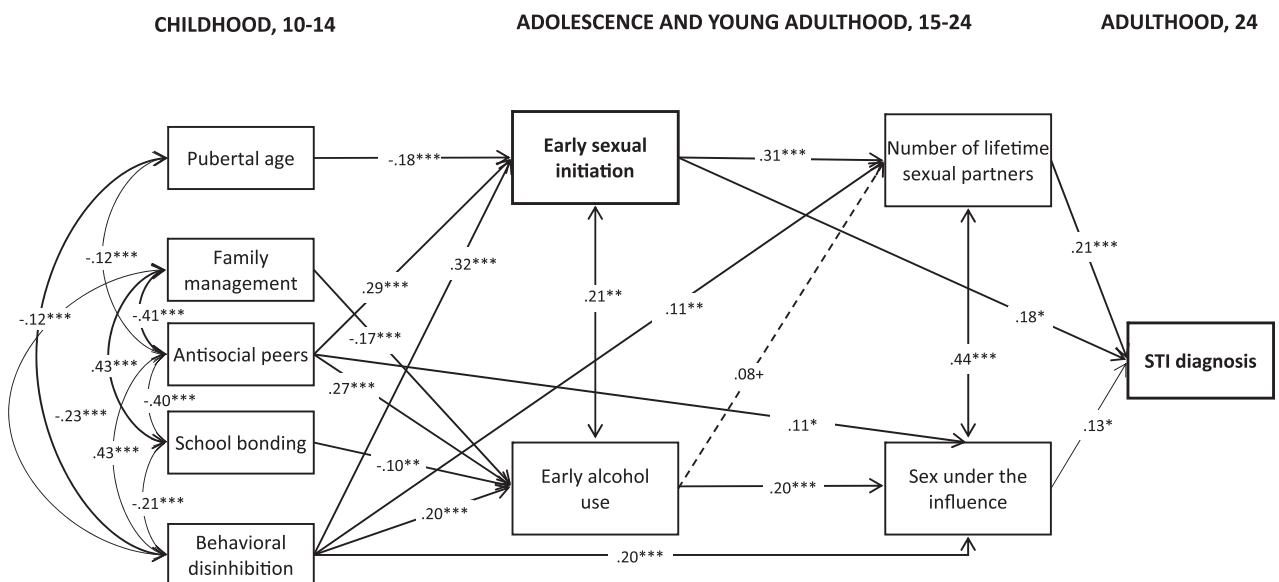 CHILDHOOD, 10-14
ADOLESCENCE AND YOUNG ADULTHOOD, 15-24
ADULTHOOD, 24
Pubertal age
Family
management
Antisocial peers
School bonding
Behavioral
disinhibition
-.12***
-.12***
-.41***
.43***
-.40***
-.23***
.43***
-.21***
-.18***
.29***
.32***
-.17***
.27***
-.10**
.20***
Early sexual
initiation
.21**
Early alcohol
use
.31***
.11**
.08+
.11*
.20***
.20***
Number of lifetime
sexual partners
.44***
Sex under the
influence
.21***
.18*
.13*
STI diagnosis